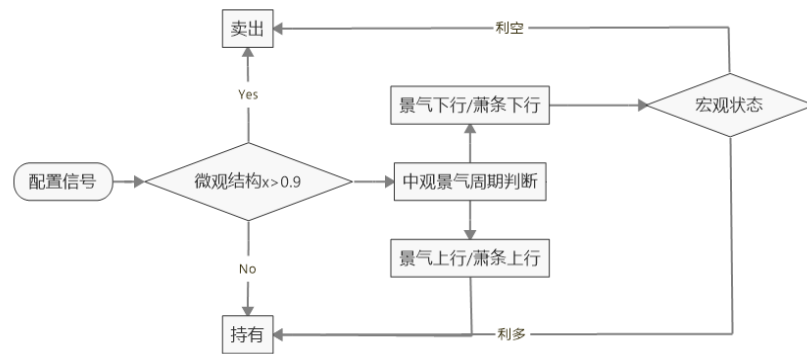 卖出
利空
Yes
景气下行/萧条下行
宏观状态
配置信号
微观结构x>0.9
中观景气周期判断
No
景气上行/萧条上行
持有
利多